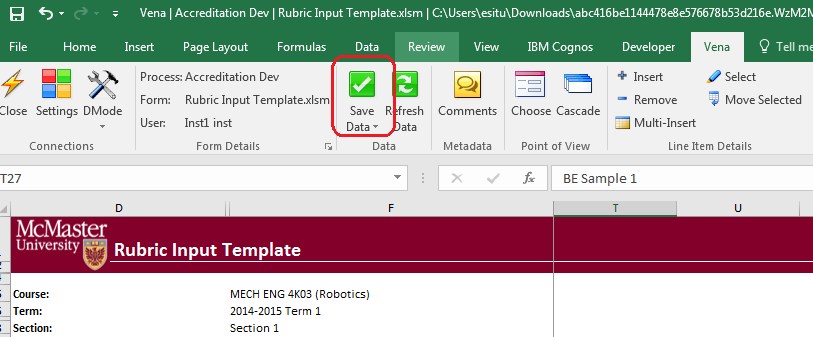 Vena | Accreditation Dev | Rubric Input Template.xlsm | C:\Users\esitu\Downloads\abc416be1144478e8e576678b53d216e.WzM2M
File Home Insert Page Layout Formulas Data Review View IBM Cognos Developer Vena Tell me
Close Settings DMode
Process: Accreditation Dev
Form: Rubric Input Template.xlsm
User: Inst1 inst
Save Data
Refresh Data
Comments
Choose Cascade
Insert Select
Remove Move Selected
Multi-Insert
Connections Form Details Data Metadata Point of View Line Item Details
T27 fx BE Sample 1
D F T U
McMaster
University
Rubric Input Template
Course: MECH ENG 4K03 (Robotics)
Term: 2014-2015 Term 1
Section: Section 1